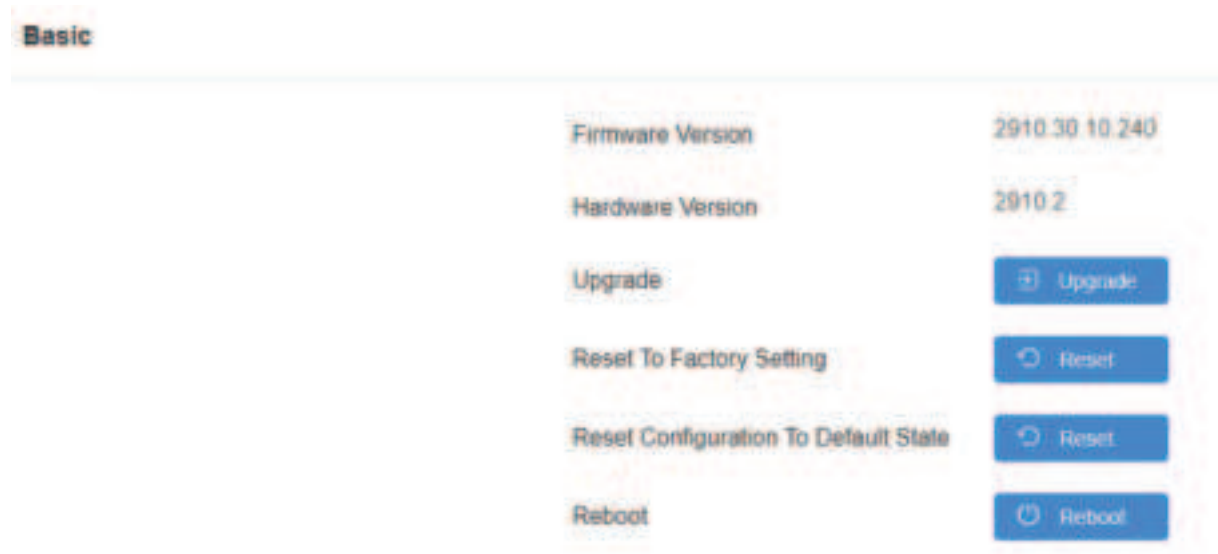 Basic
Firmware Version 2910.30.10.240
Hardware Version 2910.2
Upgrade Upgrade
Reset To Factory Setting Reset
Reset Configuration To Default State Reset
Reboot Reboot